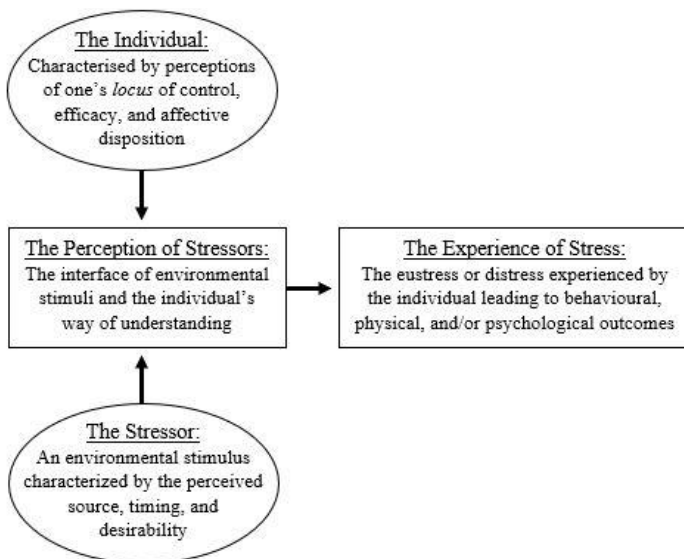 The Individual:
Characterised by perceptions
of one's locus of control,
efficacy, and affective
disposition
The Perception of Stressors:
The interface of environmental
stimuli and the individual's
way of understanding
The Experience of Stress:
The eustress or distress experienced by
the individual leading to behavioural,
physical, and/or psychological outcomes
The Stressor:
An environmental stimulus
characterized by the perceived
source, timing, and
desirability